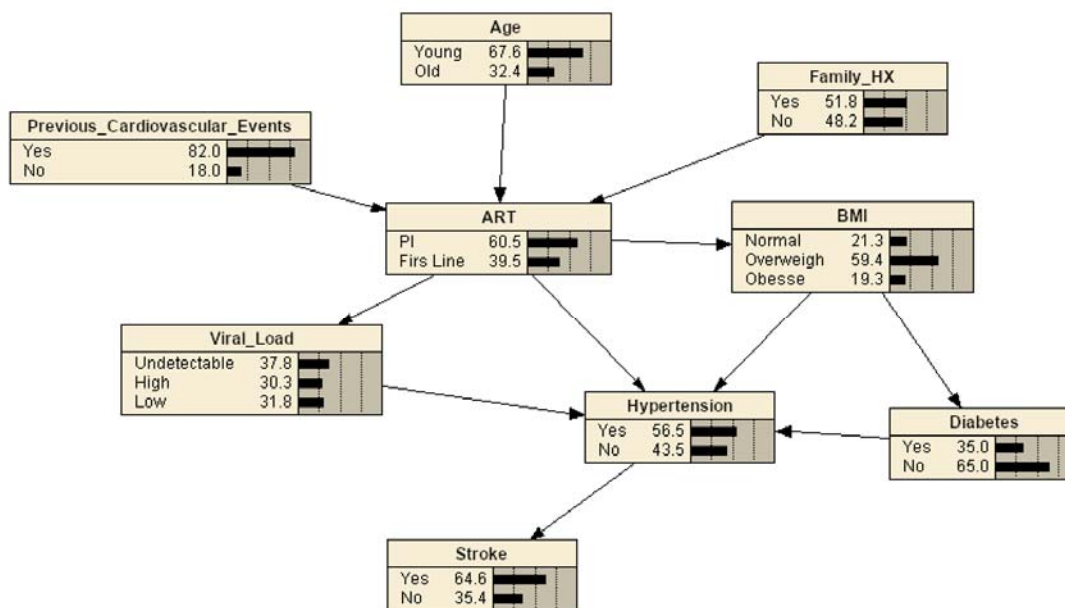 Age
Young 67.6
Old 32.4
Family_HX
Yes 51.8
No 48.2
Previous_Cardiovascular_Events
Yes 82.0
No 18.0
ART
PI 60.5
Firs Line 39.5
BMI
Normal 21.3
Overweigh 59.4
Obesse 19.3
Viral_Load
Undetectable 37.8
High 30.3
Low 31.8
Hypertension
Yes 56.5
No 43.5
Diabetes
Yes 35.0
No 65.0
Stroke
Yes 64.6
No 35.4